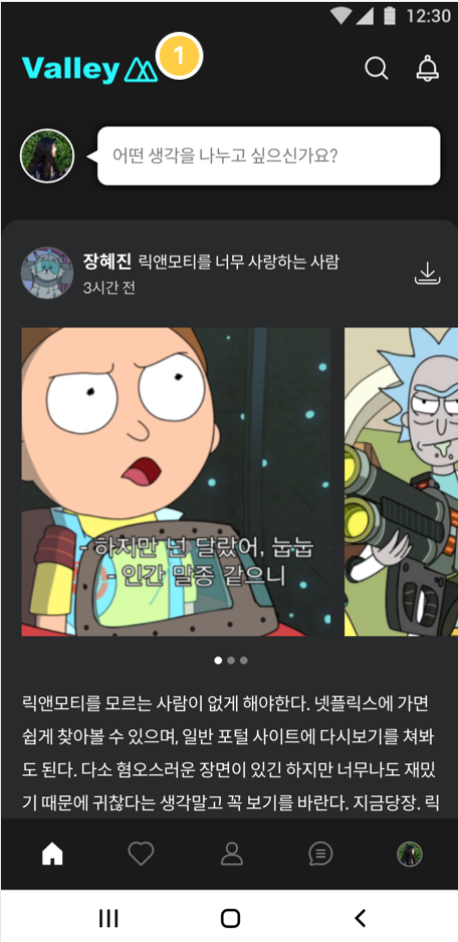 12:30
Valley
1
어떤 생각을 나누고 싶으신가요?
장혜진 릭앤모티를 너무 사랑하는 사람
3시간 전
- 하지만 넌 달랐어, 눕눕
- 인간 말종 같으니
릭앤모티를 모르는 사람이 없게 해야한다. 넷플릭스에 가면
쉽게 찾아볼 수 있으며, 일반 포털 사이트에 다시보기를 쳐봐
도 된다. 다소 혐오스러운 장면이 있긴 하지만 너무나도 재밌
기 때문에 귀찮다는 생각말고 꼭 보기를 바란다. 지금당장. 릭